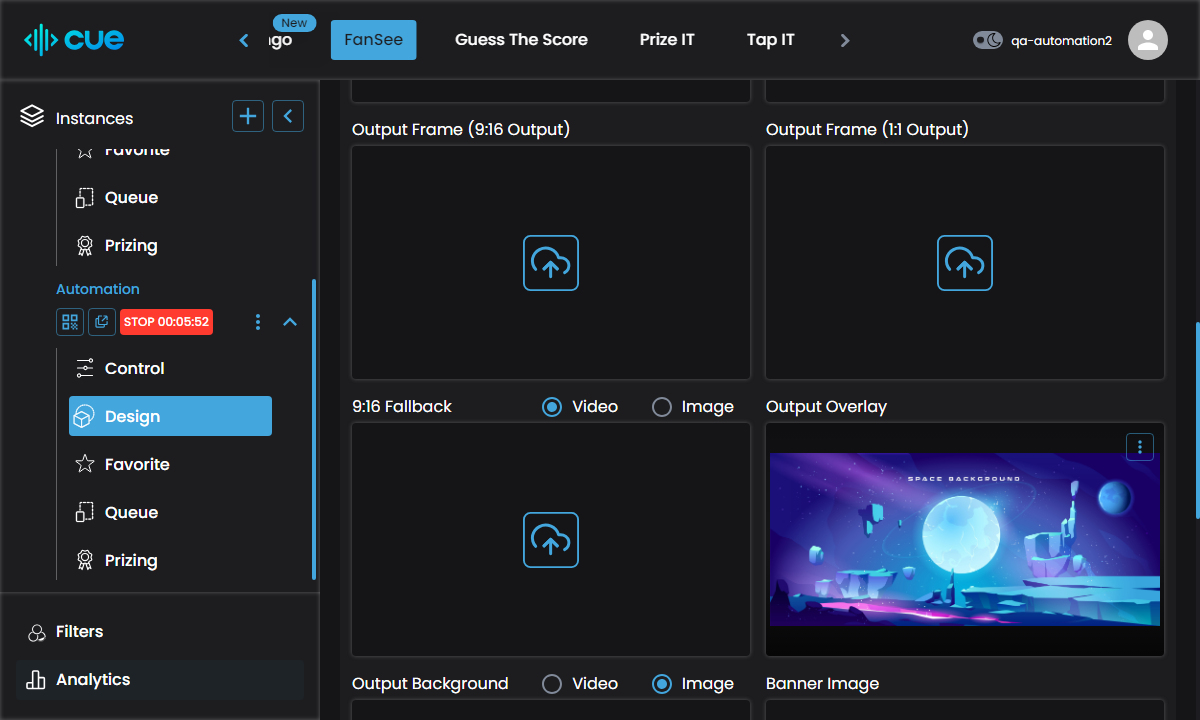 cue
New
FanSee
Guess The Score
Prize IT
Tap IT
qa-automation2
Instances
Favorite
Queue
Prizing
Automation
STOP 00:05:52
Control
Design
Favorite
Queue
Prizing
Filters
Analytics
Output Frame (9:16 Output)
Output Frame (1:1 Output)
9:16 Fallback
Video
Image
Output Overlay
SPACE BACKGROUND
Output Background
Video
Image
Banner Image